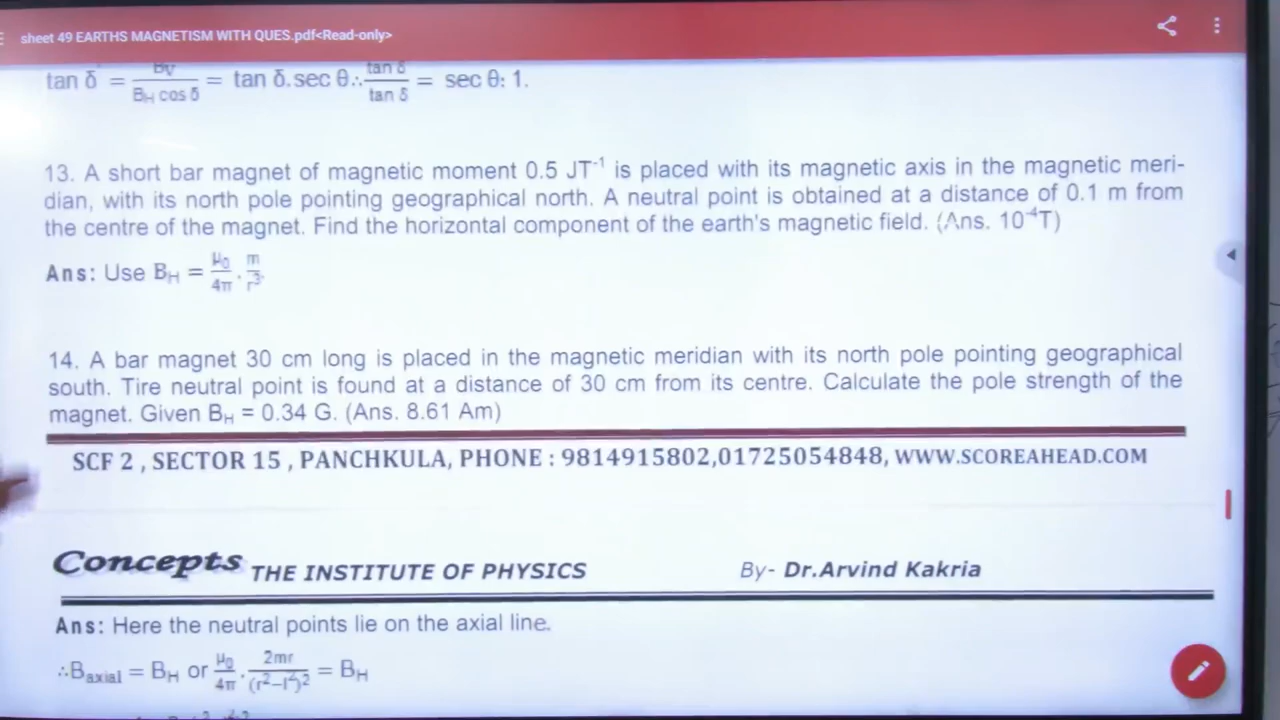 sheet 49 EARTHS MAGNETISM WITH QUES.pdf<Read-only>
tan δ = Bv / BH cos δ = tan δ. sec θ∴ tan δ / tan δ = sec θ: 1.
13. A short bar magnet of magnetic moment 0.5 JT⁻¹ is placed with its magnetic axis in the magnetic meri-
dian, with its north pole pointing geographical north. A neutral point is obtained at a distance of 0.1 m from
the centre of the magnet. Find the horizontal component of the earth's magnetic field. (Ans. 10⁻⁴T)
Ans: Use BH = μ0/4π . m/r³
14. A bar magnet 30 cm long is placed in the magnetic meridian with its north pole pointing geographical
south. Tire neutral point is found at a distance of 30 cm from its centre. Calculate the pole strength of the
magnet. Given BH = 0.34 G. (Ans. 8.61 Am)
SCF 2 , SECTOR 15 , PANCHKULA, PHONE : 9814915802,01725054848, WWW.SCOREAHEAD.COM
Concepts THE INSTITUTE OF PHYSICS By- Dr.Arvind Kakria
Ans: Here the neutral points lie on the axial line.
∴Baxial = BH or μ0/4π . 2mr/(r²−l²)² = BH